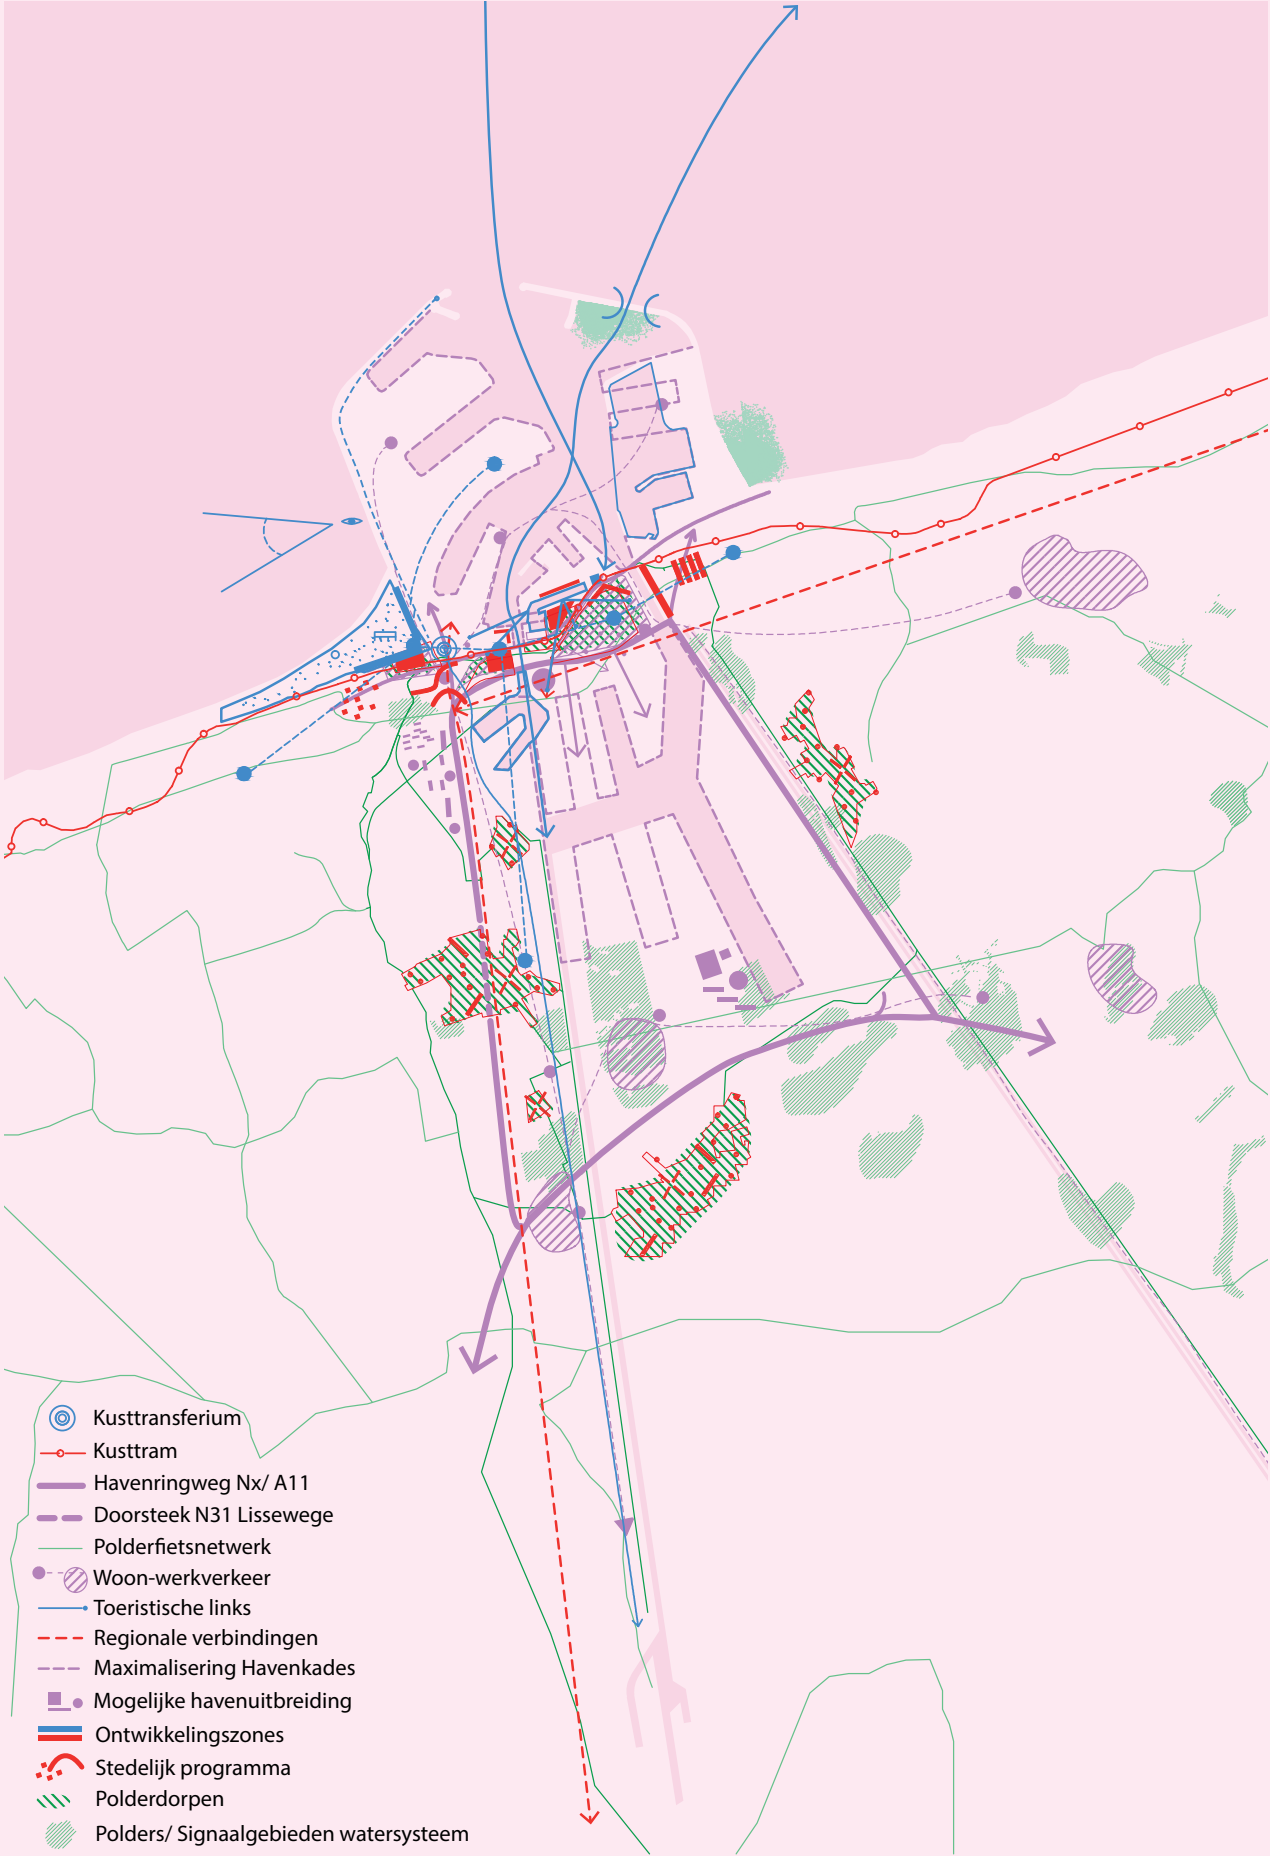 Kusttransferium
Kusttram
Havenringweg Nx/ A11
Doorsteek N31 Lissewege
Polderfietsnetwerk
Woon-werkverkeer
Toeristische links
Regionale verbindingen
Maximalisering Havenkades
Mogelijke havenuitbreiding
Ontwikkelingszones
Stedelijk programma
Polderdorpen
Polders/ Signaalgebieden watersysteem